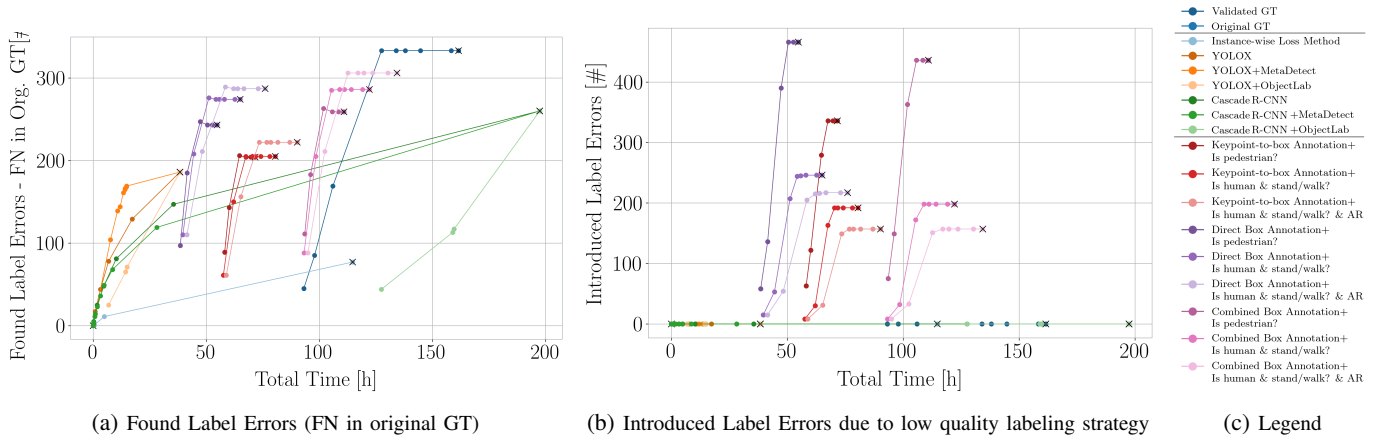 Found Label Errors - FN in Org. GT[#
300
200
100
0
0
50
100
150
200
Total Time [h]
(a) Found Label Errors (FN in original GT)
Introduced Label Errors [#]
400
300
200
100
0
0
50
100
150
200
Total Time [h]
(b) Introduced Label Errors due to low quality labeling strategy
Validated GT
Original GT
Instance-wise Loss Method
YOLOX
YOLOX+MetaDetect
YOLOX+ObjectLab
Cascade R-CNN
Cascade R-CNN +MetaDetect
Cascade R-CNN +ObjectLab
Keypoint-to-box Annotation+
Is pedestrian?
Keypoint-to-box Annotation+
Is human & stand/walk?
Keypoint-to-box Annotation+
Is human & stand/walk? & AR
Direct Box Annotation+
Is pedestrian?
Direct Box Annotation+
Is human & stand/walk?
Direct Box Annotation+
Is human & stand/walk? & AR
Combined Box Annotation+
Is pedestrian?
Combined Box Annotation+
Is human & stand/walk?
Combined Box Annotation+
Is human & stand/walk? & AR
(c) Legend